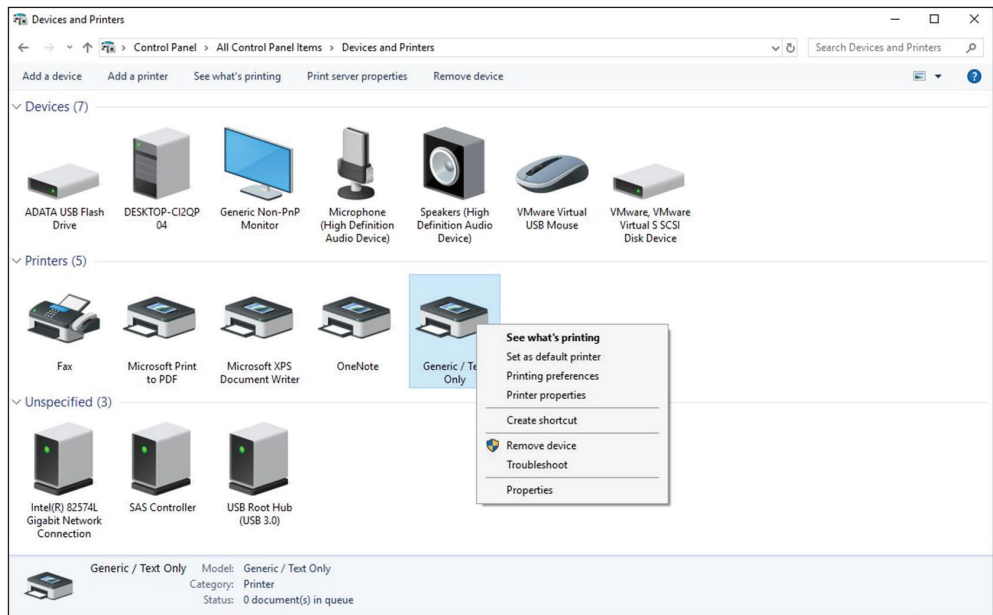 Devices and Printers
Control Panel > All Control Panel Items > Devices and Printers
Search Devices and Printers
Add a device Add a printer See what's printing Print server properties Remove device
Devices (7)
ADATA USB Flash
Drive
DESKTOP-CI2QP
04
Generic Non-PnP
Monitor
Microphone
(High Definition
Audio Device)
Speakers (High
Definition Audio
Device)
VMware Virtual
USB Mouse
VMware, VMware
Virtual S SCSI
Disk Device
Printers (5)
Fax
Microsoft Print
to PDF
Microsoft XPS
Document Writer
OneNote
Generic / Te
Only
See what's printing
Set as default printer
Printing preferences
Printer properties
Create shortcut
Remove device
Troubleshoot
Properties
Unspecified (3)
Intel(R) 82574L
Gigabit Network
Connection
SAS Controller
USB Root Hub
(USB 3.0)
Generic / Text Only Model: Generic / Text Only
Category: Printer
Status: 0 document(s) in queue